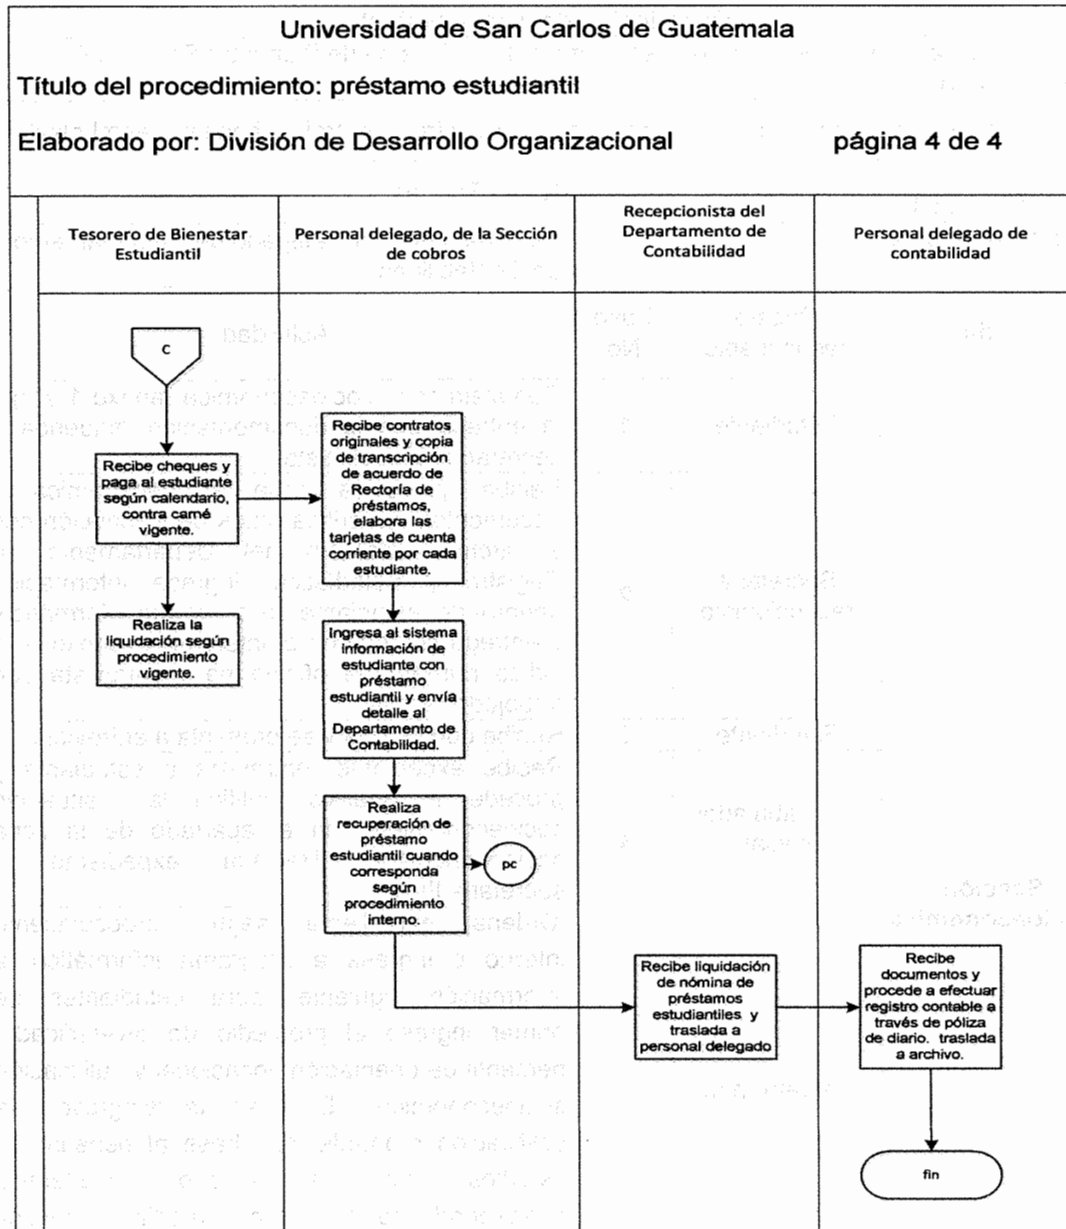 Universidad de San Carlos de Guatemala
Título del procedimiento: préstamo estudiantil
Elaborado por: División de Desarrollo Organizacional página 4 de 4
Tesorero de Bienestar
Estudiantil
Personal delegado, de la Sección
de cobros
Recepcionista del
Departamento de
Contabilidad
Personal delegado de
contabilidad
C
Recibe cheques y
paga al estudiante
según calendario,
contra carné
vigente.
Realiza la
liquidación según
procedimiento
vigente.
Recibe contratos
originales y copia
de transcripción
de acuerdo de
Rectoría de
préstamos,
elabora las
tarjetas de cuenta
corriente por cada
estudiante.
Ingresa al sistema
información de
estudiante con
préstamo
estudiantil y envía
detalle al
Departamento de
Contabilidad.
Realiza
recuperación de
préstamo
estudiantil cuando
corresponda
según
procedimiento
interno.
pc
Recibe liquidación
de nómina de
préstamos
estudiantiles y
traslada a
personal delegado
Recibe
documentos y
procede a efectuar
registro contable a
través de póliza
de diario. traslada
a archivo.
fin